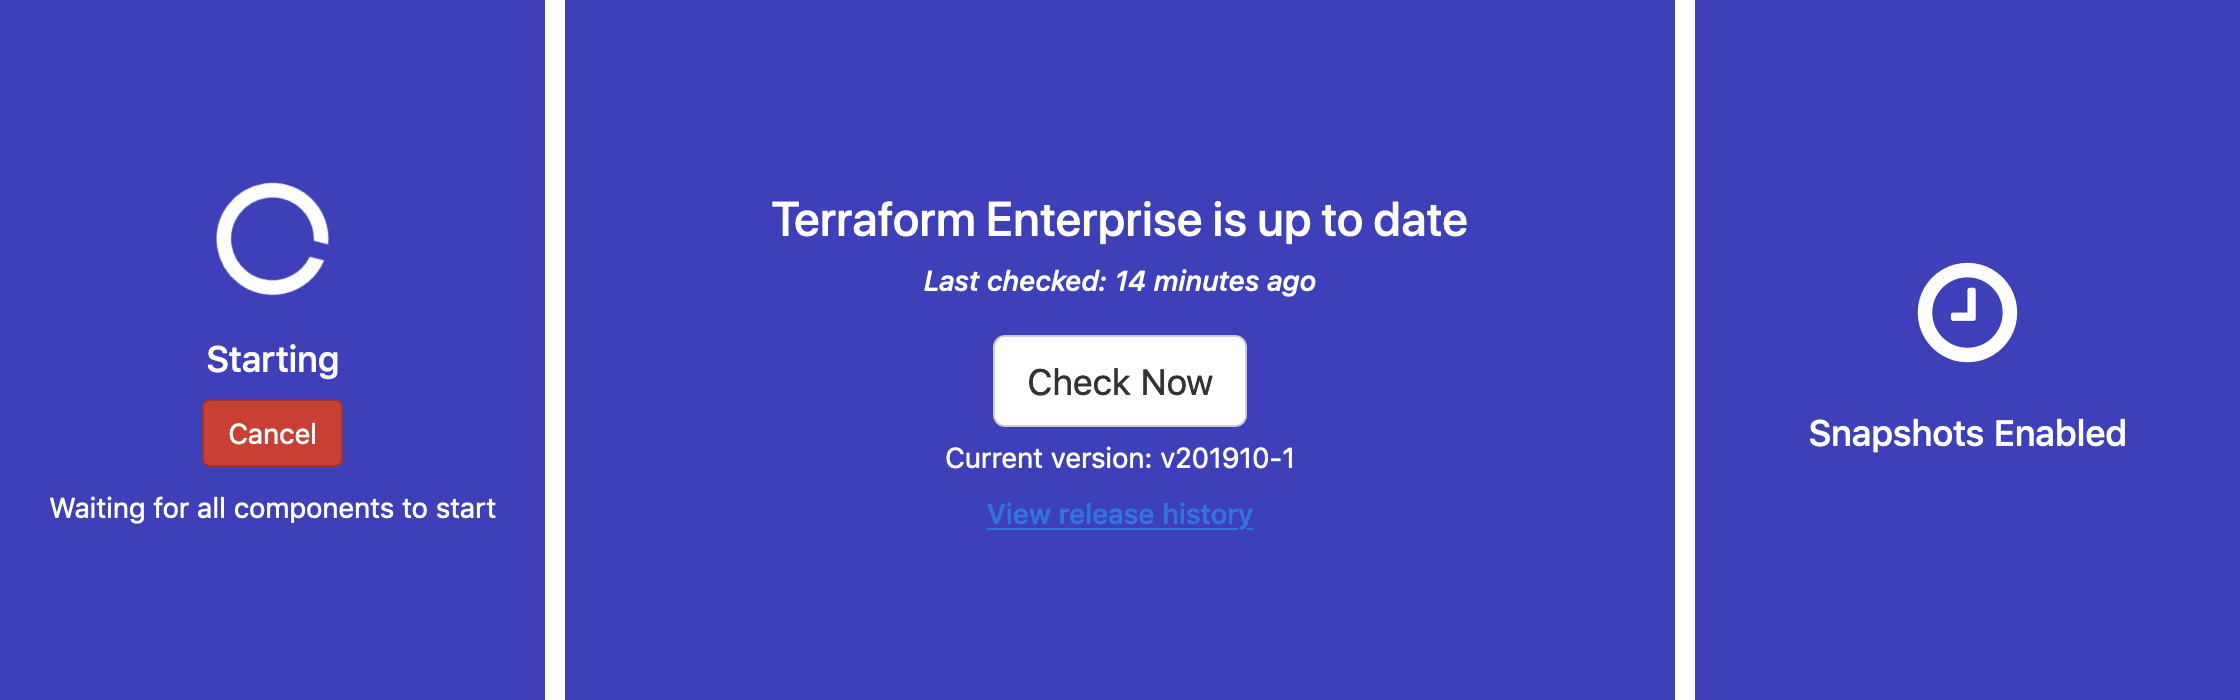 Starting
Cancel
Waiting for all components to start
Terraform Enterprise is up to date
Last checked: 14 minutes ago
Check Now
Current version: v201910-1
View release history
Snapshots Enabled